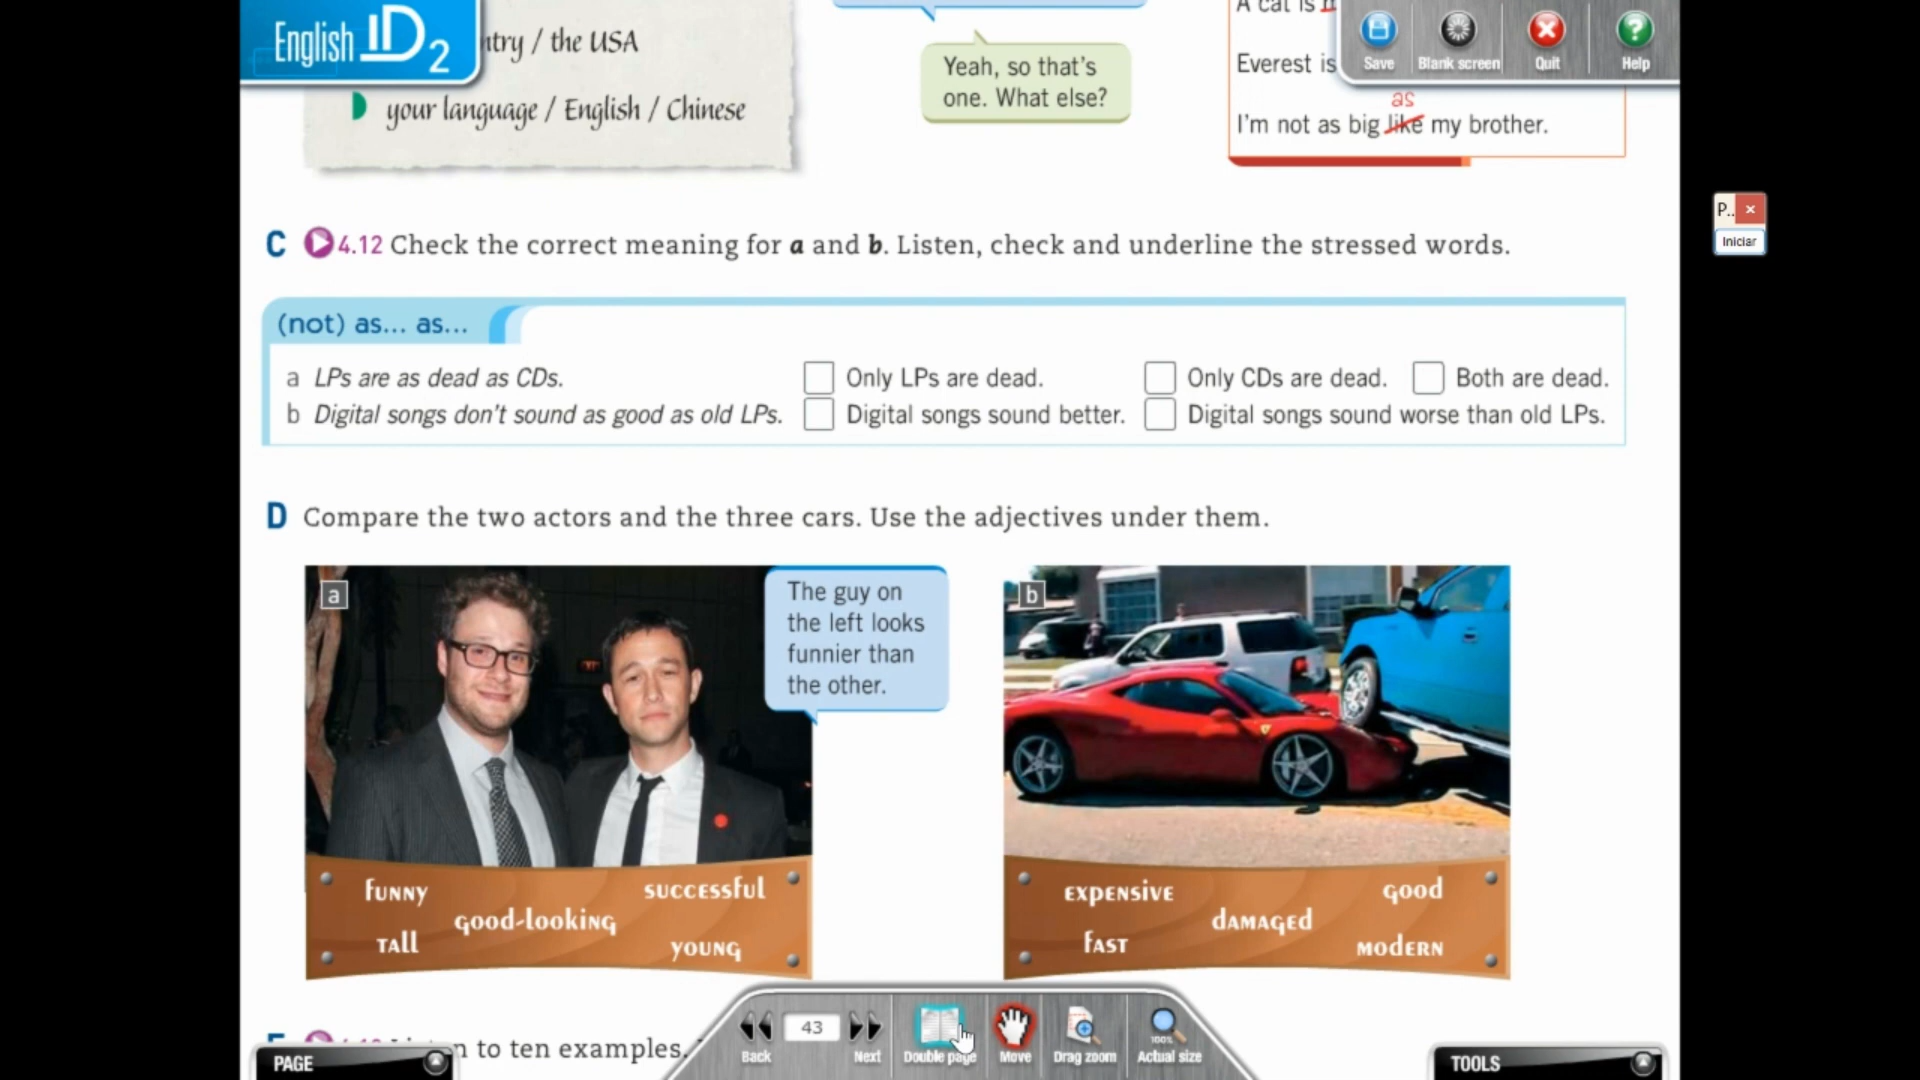 English ID 2
ntry / the USA
your language / English / Chinese
Yeah, so that's
one. What else?
A cat is
Everest is
as
I'm not as big like my brother.
Save
Blank screen
Quit
Help
P..
Iniciar
C 4.12 Check the correct meaning for a and b. Listen, check and underline the stressed words.
(not) as... as...
a LPs are as dead as CDs. Only LPs are dead. Only CDs are dead. Both are dead.
b Digital songs don't sound as good as old LPs. Digital songs sound better. Digital songs sound worse than old LPs.
D Compare the two actors and the three cars. Use the adjectives under them.
a
The guy on
the left looks
funnier than
the other.
b
funny
successful
good-looking
tall
young
expensive
good
damaged
fast
modern
n to ten examples.
43
Back
Next
Double page
Move
Drag zoom
100%
Actual size
PAGE
TOOLS